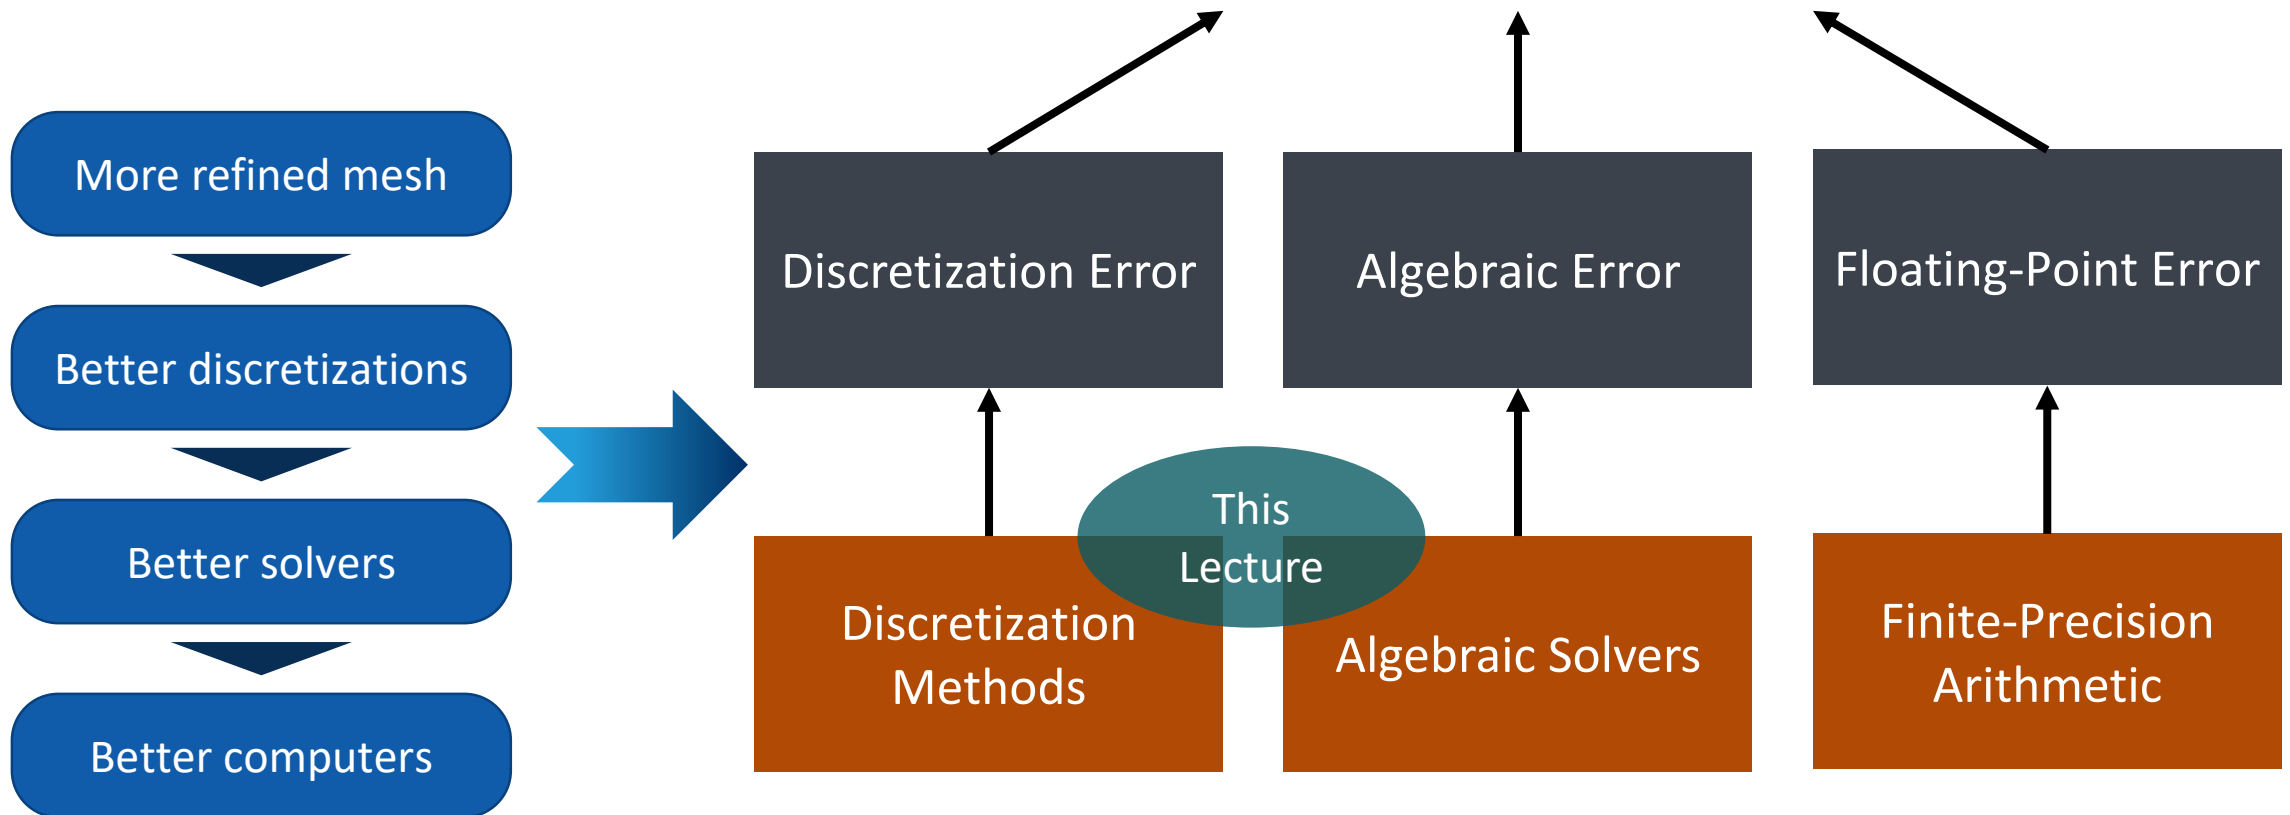 More refined mesh
Better discretizations
Better solvers
Better computers
Discretization Error
Algebraic Error
Floating-Point Error
This
Lecture
Discretization
Methods
Algebraic Solvers
Finite-Precision
Arithmetic